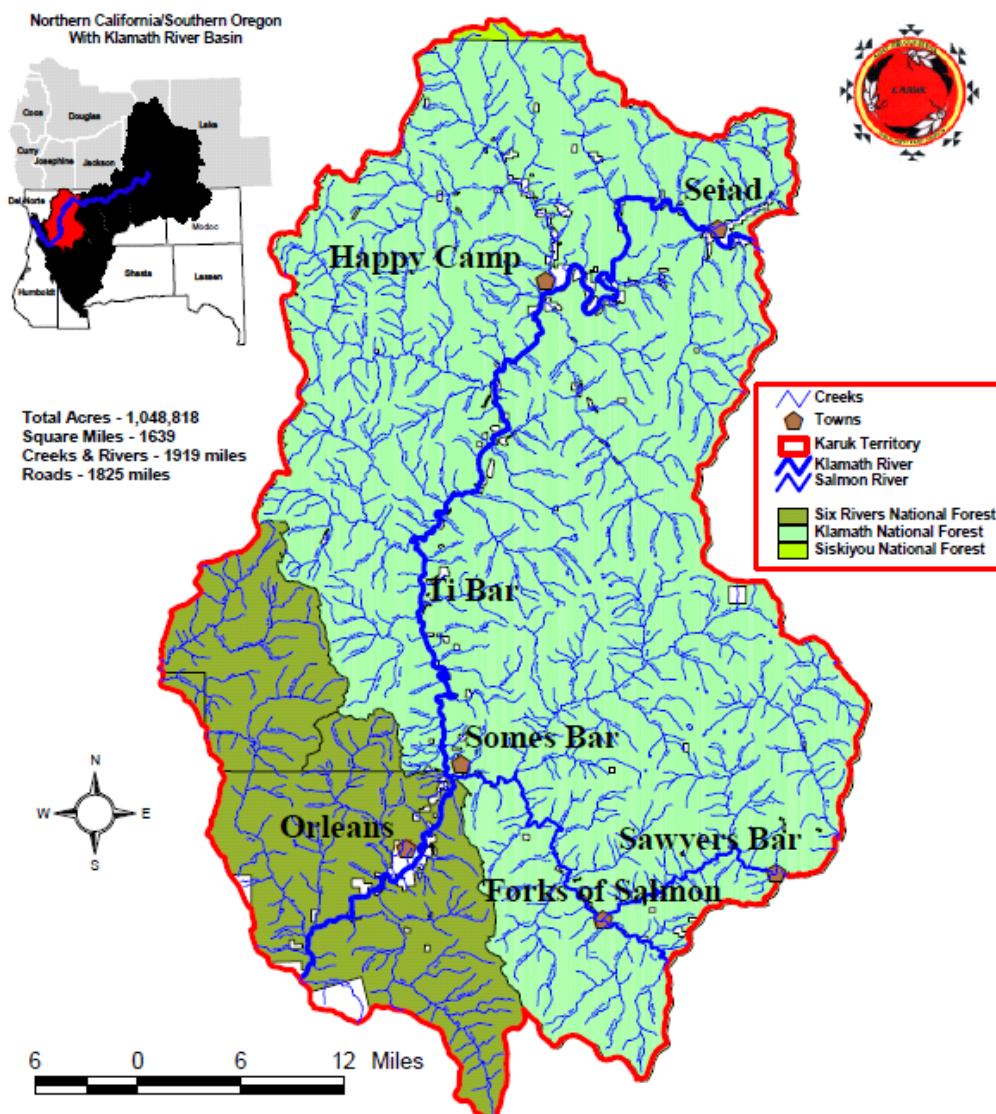 Northern California/Southern Oregon
With Klamath River Basin
Coos
Douglas
Lake
Curry
Josephine
Jackson
Del Norte
Modoc
Shasta
Lassen
Humboldt
KARUK
Seiad
Happy Camp
Total Acres - 1,048,818
Square Miles - 1639
Creeks & Rivers - 1919 miles
Roads - 1825 miles
Creeks
Towns
Karuk Territory
Klamath River
Salmon River
Six Rivers National Forest
Klamath National Forest
Siskiyou National Forest
Ti Bar
Somes Bar
N
W E
S
Orleans
Sawyers Bar
Forks of Salmon
6 0 6 12 Miles